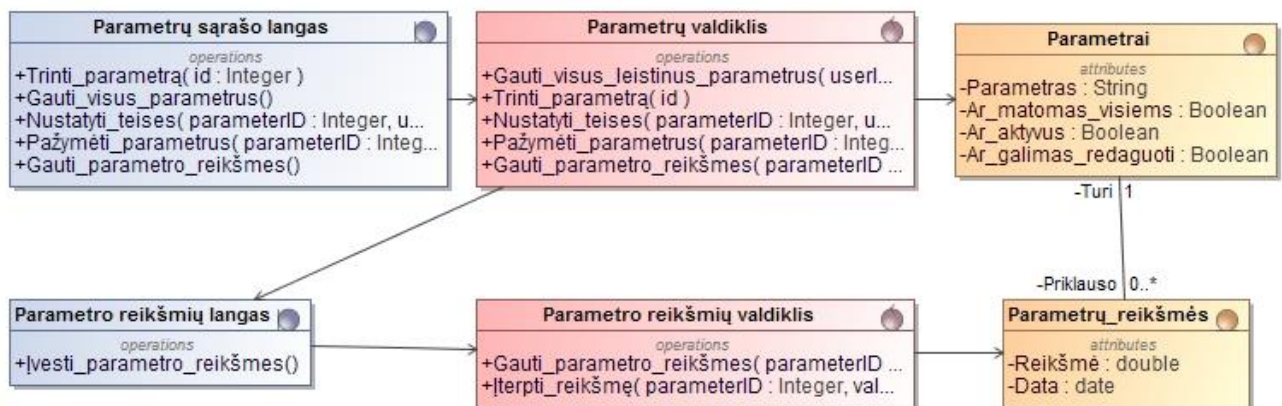 Parametrų sąrašo langas
operations
+Trinti_parametrą( id : Integer )
+Gauti_visus_parametrus()
+Nustatyti_teises( parameterID : Integer, u...
+Pažymėti_parametrus( parameterID : Integ...
+Gauti_parametro_reikšmes()
Parametrų valdiklis
operations
+Gauti_visus_leistinus_parametrus( userI...
+Trinti_parametrą( id )
+Nustatyti_teises( parameterID : Integer, u...
+Pažymėti_parametrus( parameterID : Integ...
+Gauti_parametro_reikšmes( parameterID ...
Parametrai
attributes
-Parametras : String
-Ar_matomas_visiems : Boolean
-Ar_aktyvus : Boolean
-Ar_galimas_redaguoti : Boolean
-Turi 1
-Priklauso 0..*
Parametro reikšmių langas
operations
+Įvesti_parametro_reikšmes()
Parametro reikšmių valdiklis
operations
+Gauti_parametro_reikšmes( parameterID ...
+Įterpti_reikšmę( parameterID : Integer, val...
Parametrų_reikšmės
attributes
-Reikšmė : double
-Data : date